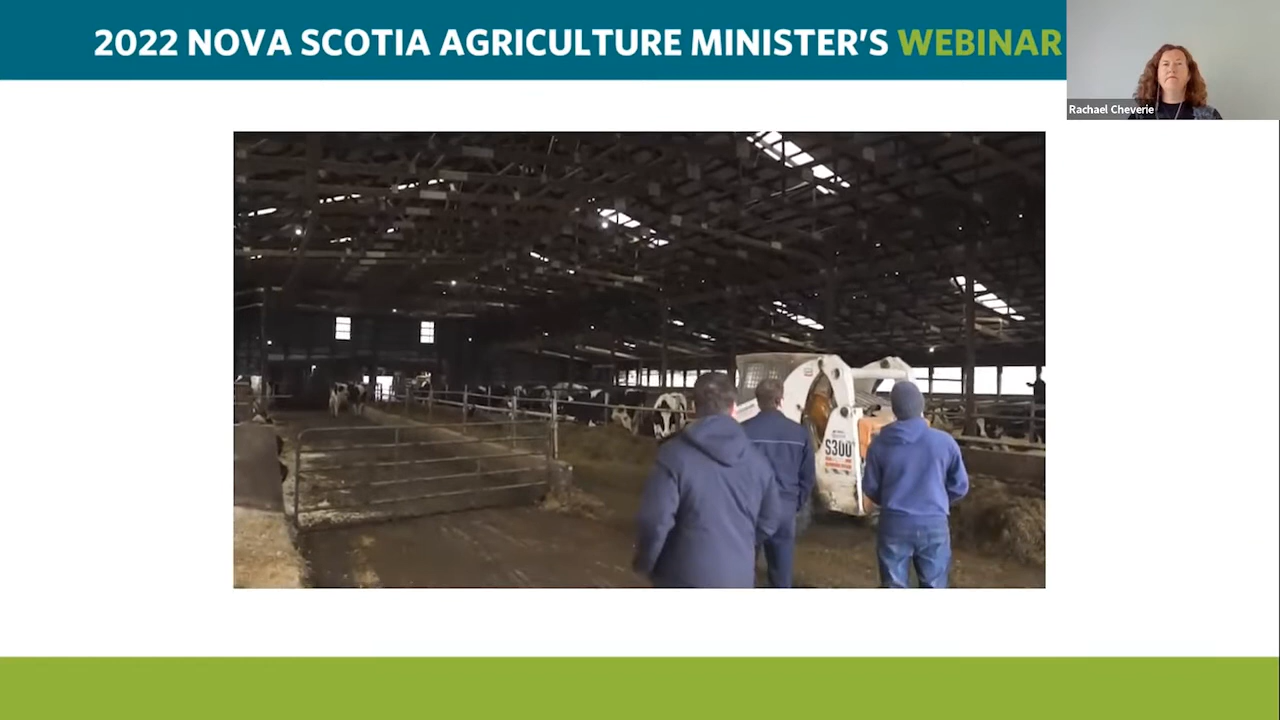 2022 NOVA SCOTIA AGRICULTURE MINISTER'S WEBINAR
Rachael Cheverie
S300